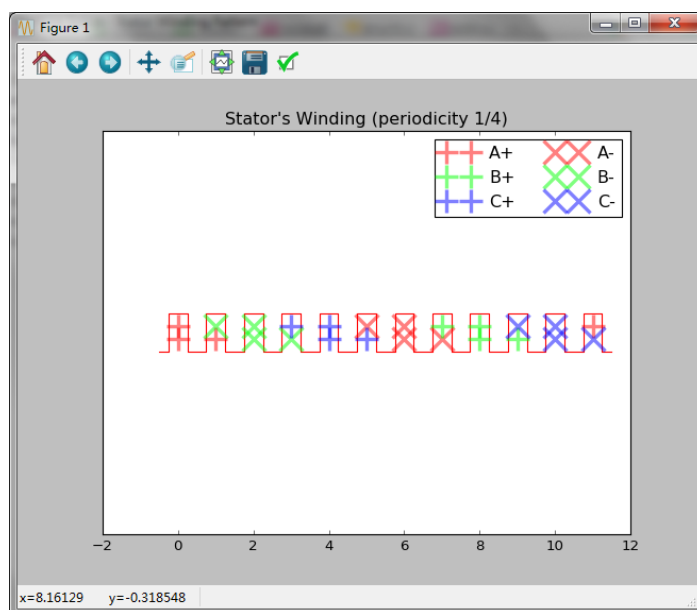 Figure 1
Stator's Winding (periodicity 1/4)
A+ A-
B+ B-
C+ C-
−2 0 2 4 6 8 10 12
x=8.16129 y=-0.318548